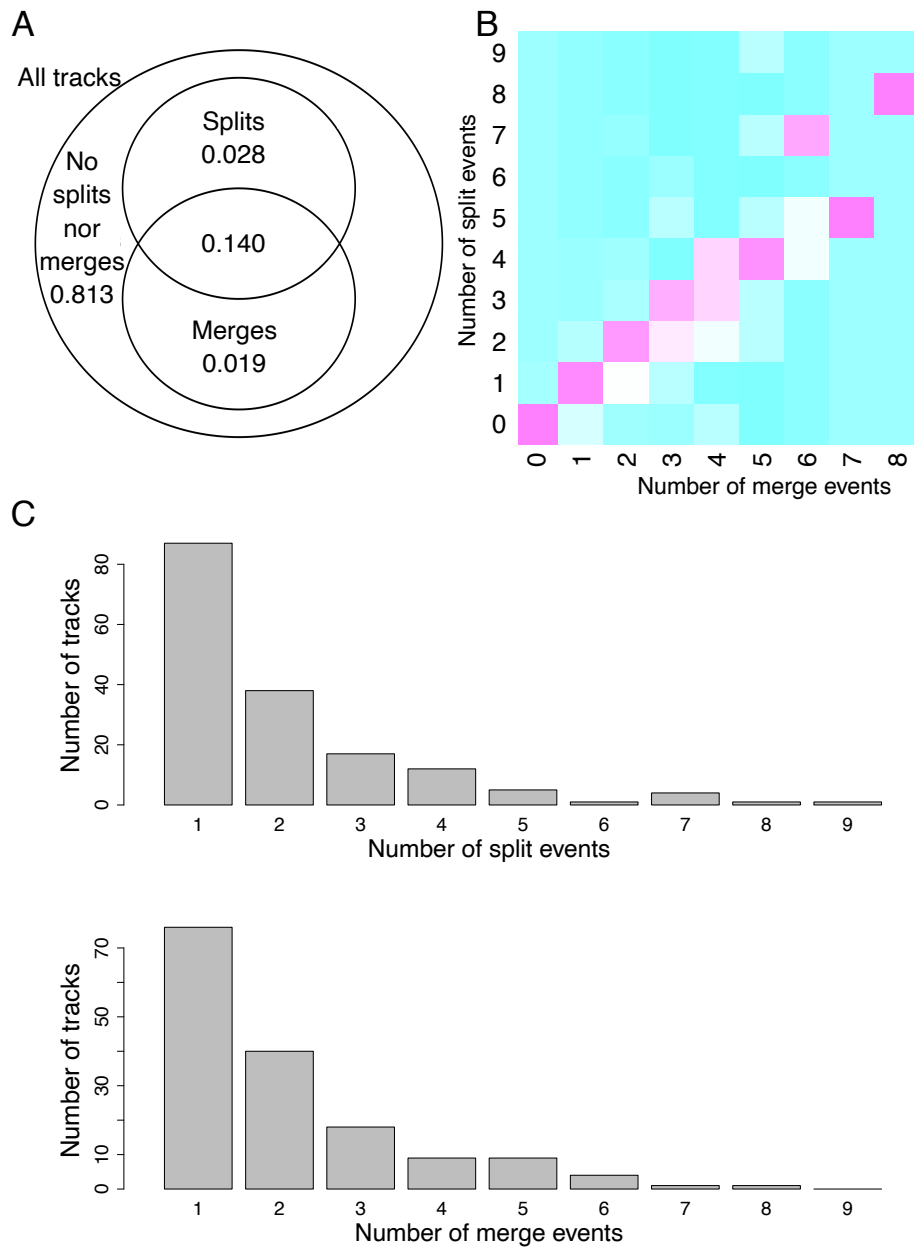 A
All tracks
Splits
0.028
No
splits
nor
merges
0.813
0.140
Merges
0.019
B
Number of split events
9
8
7
6
5
4
3
2
1
0
0 1 2 3 4 5 6 7 8
Number of merge events
C
Number of tracks
80
60
40
20
0
1 2 3 4 5 6 7 8 9
Number of split events
Number of tracks
70
50
30
10
0
1 2 3 4 5 6 7 8 9
Number of merge events